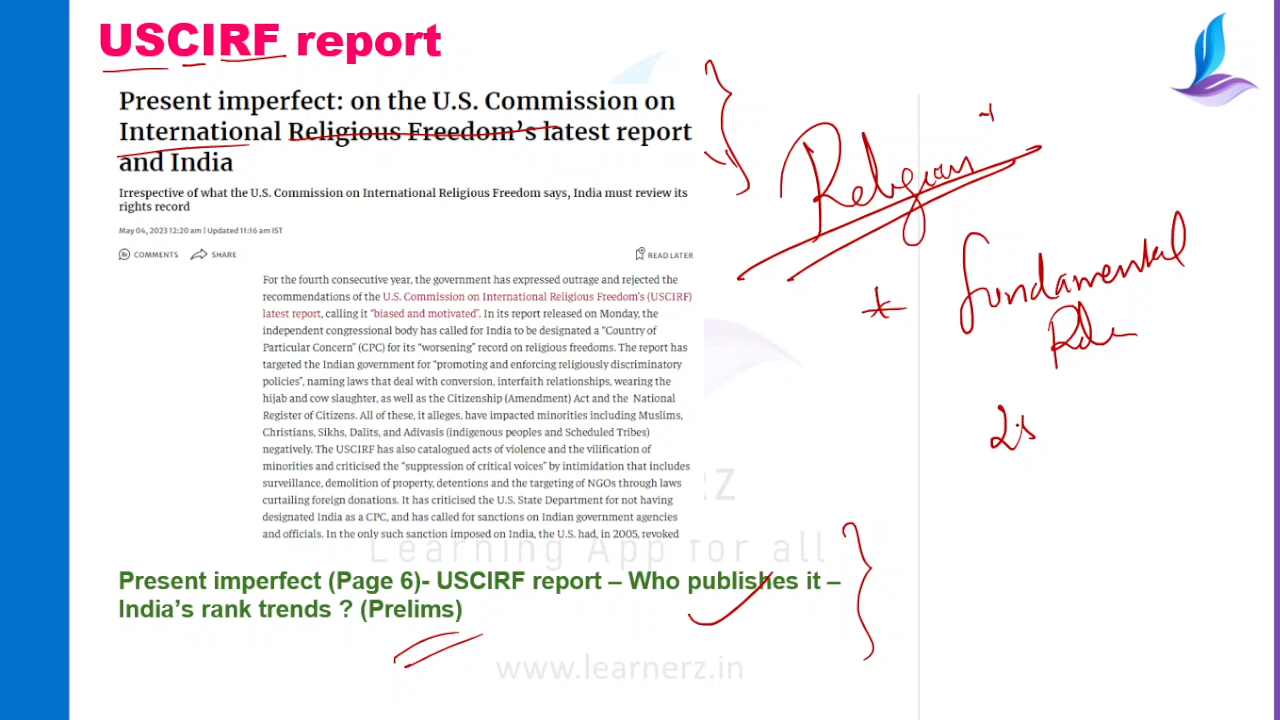 USCIRF report
Present imperfect: on the U.S. Commission on
International Religious Freedom's latest report
and India
Irrespective of what the U.S. Commission on International Religious Freedom says, India must review its
rights record
May 04, 2023 12:20 am | Updated 11:16 am IST
COMMENTS SHARE READ LATER
For the fourth consecutive year, the government has expressed outrage and rejected the
recommendations of the U.S. Commission on International Religious Freedom's (USCIRF)
latest report, calling it "biased and motivated". In its report released on Monday, the
independent congressional body has called for India to be designated a "Country of
Particular Concern" (CPC) for its "worsening" record on religious freedoms. The report has
targeted the Indian government for "promoting and enforcing religiously discriminatory
policies", naming laws that deal with conversion, interfaith relationships, wearing the
hijab and cow slaughter, as well as the Citizenship (Amendment) Act and the National
Register of Citizens. All of these, it alleges, have impacted minorities including Muslims,
Christians, Sikhs, Dalits, and Adivasis (indigenous peoples and Scheduled Tribes)
negatively. The USCIRF has also catalogued acts of violence and the vilification of
minorities and criticised the "suppression of critical voices" by intimidation that includes
surveillance, demolition of property, detentions and the targeting of NGOs through laws
curtailing foreign donations. It has criticised the U.S. State Department for not having
designated India as a CPC, and has called for sanctions on Indian government agencies
and officials. In the only such sanction imposed on India, the U.S. had, in 2005, revoked
Learning App for all
Present imperfect (Page 6)- USCIRF report – Who publishes it –
India's rank trends ? (Prelims)
www.learnerz.in
Religion
* fundamental